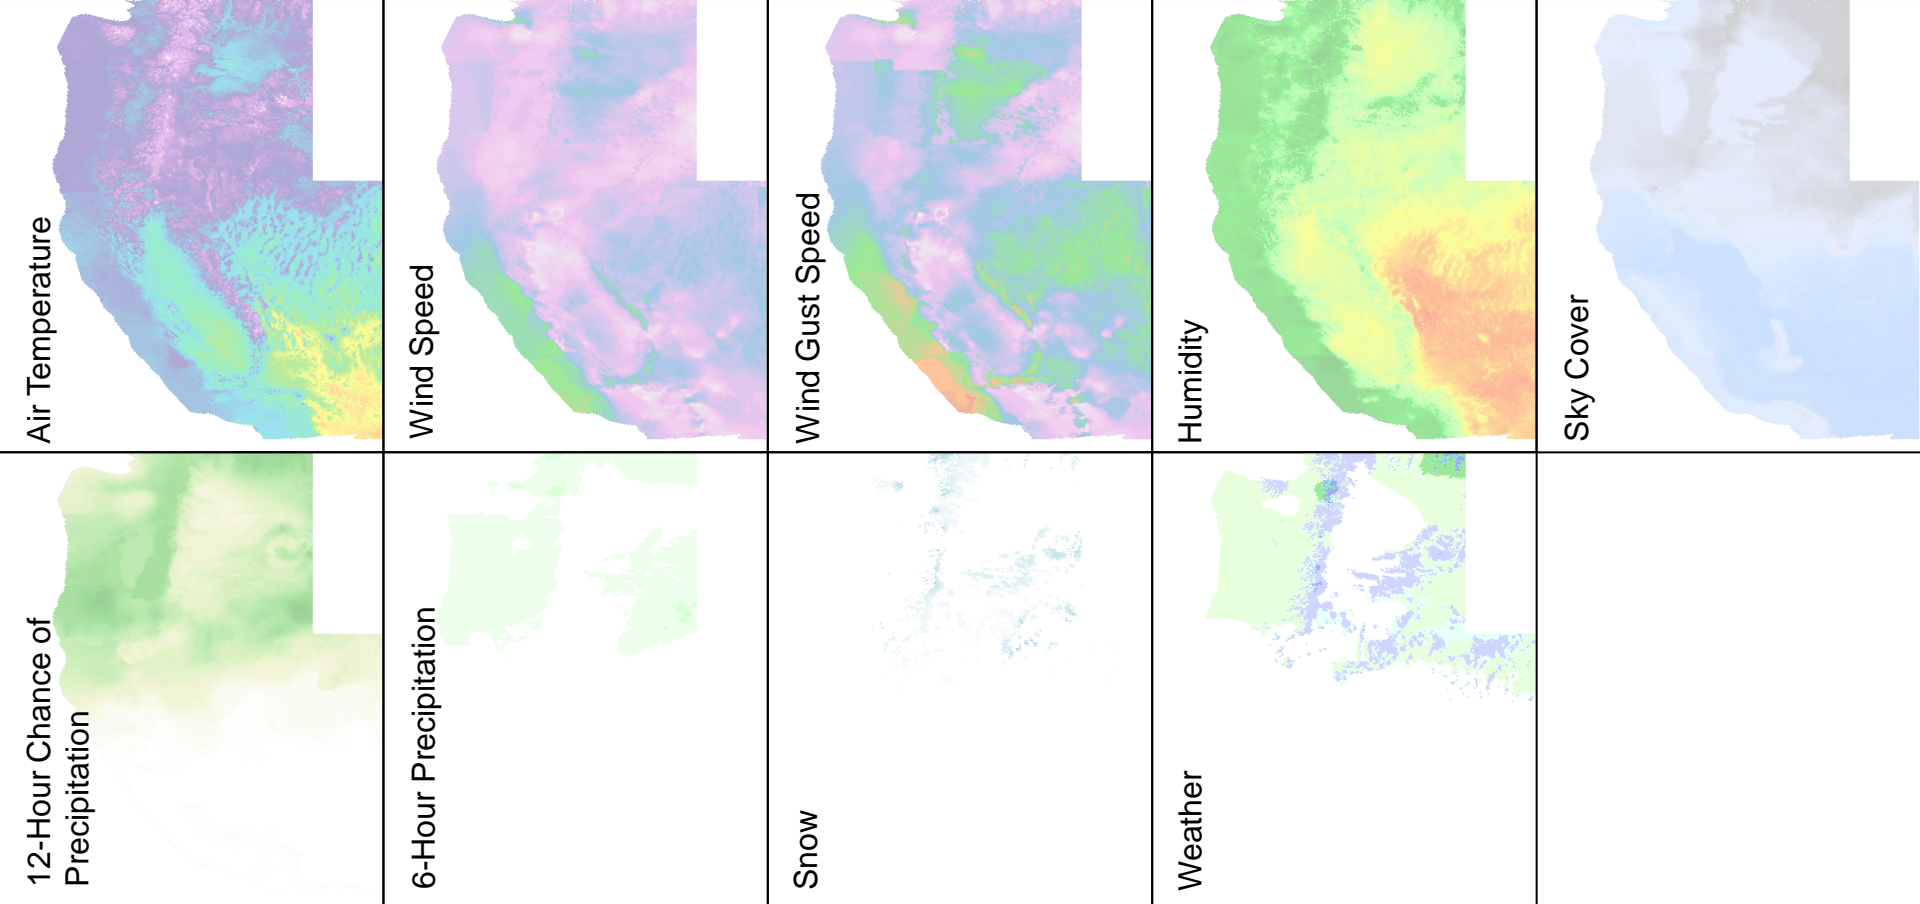 Air Temperature
Wind Speed
Wind Gust Speed
Humidity
Sky Cover
12-Hour Chance of
Precipitation
6-Hour Precipitation
Snow
Weather